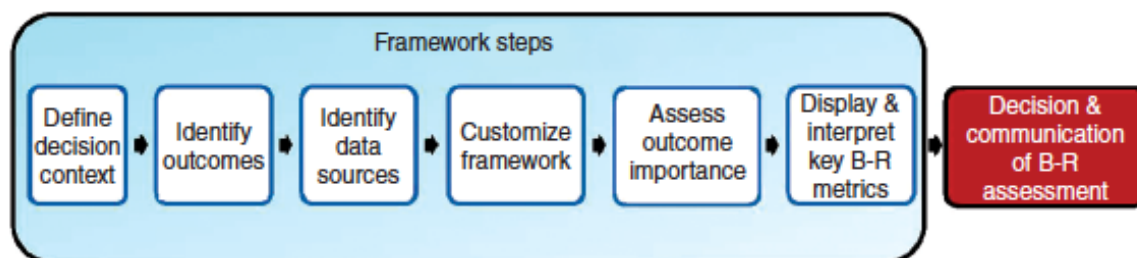 Framework steps
Define
decision
context
Identify
outcomes
Identify
data
sources
Customize
framework
Assess
outcome
importance
Display &
interpret
key B-R
metrics
Decision &
communication
of B-R
assessment